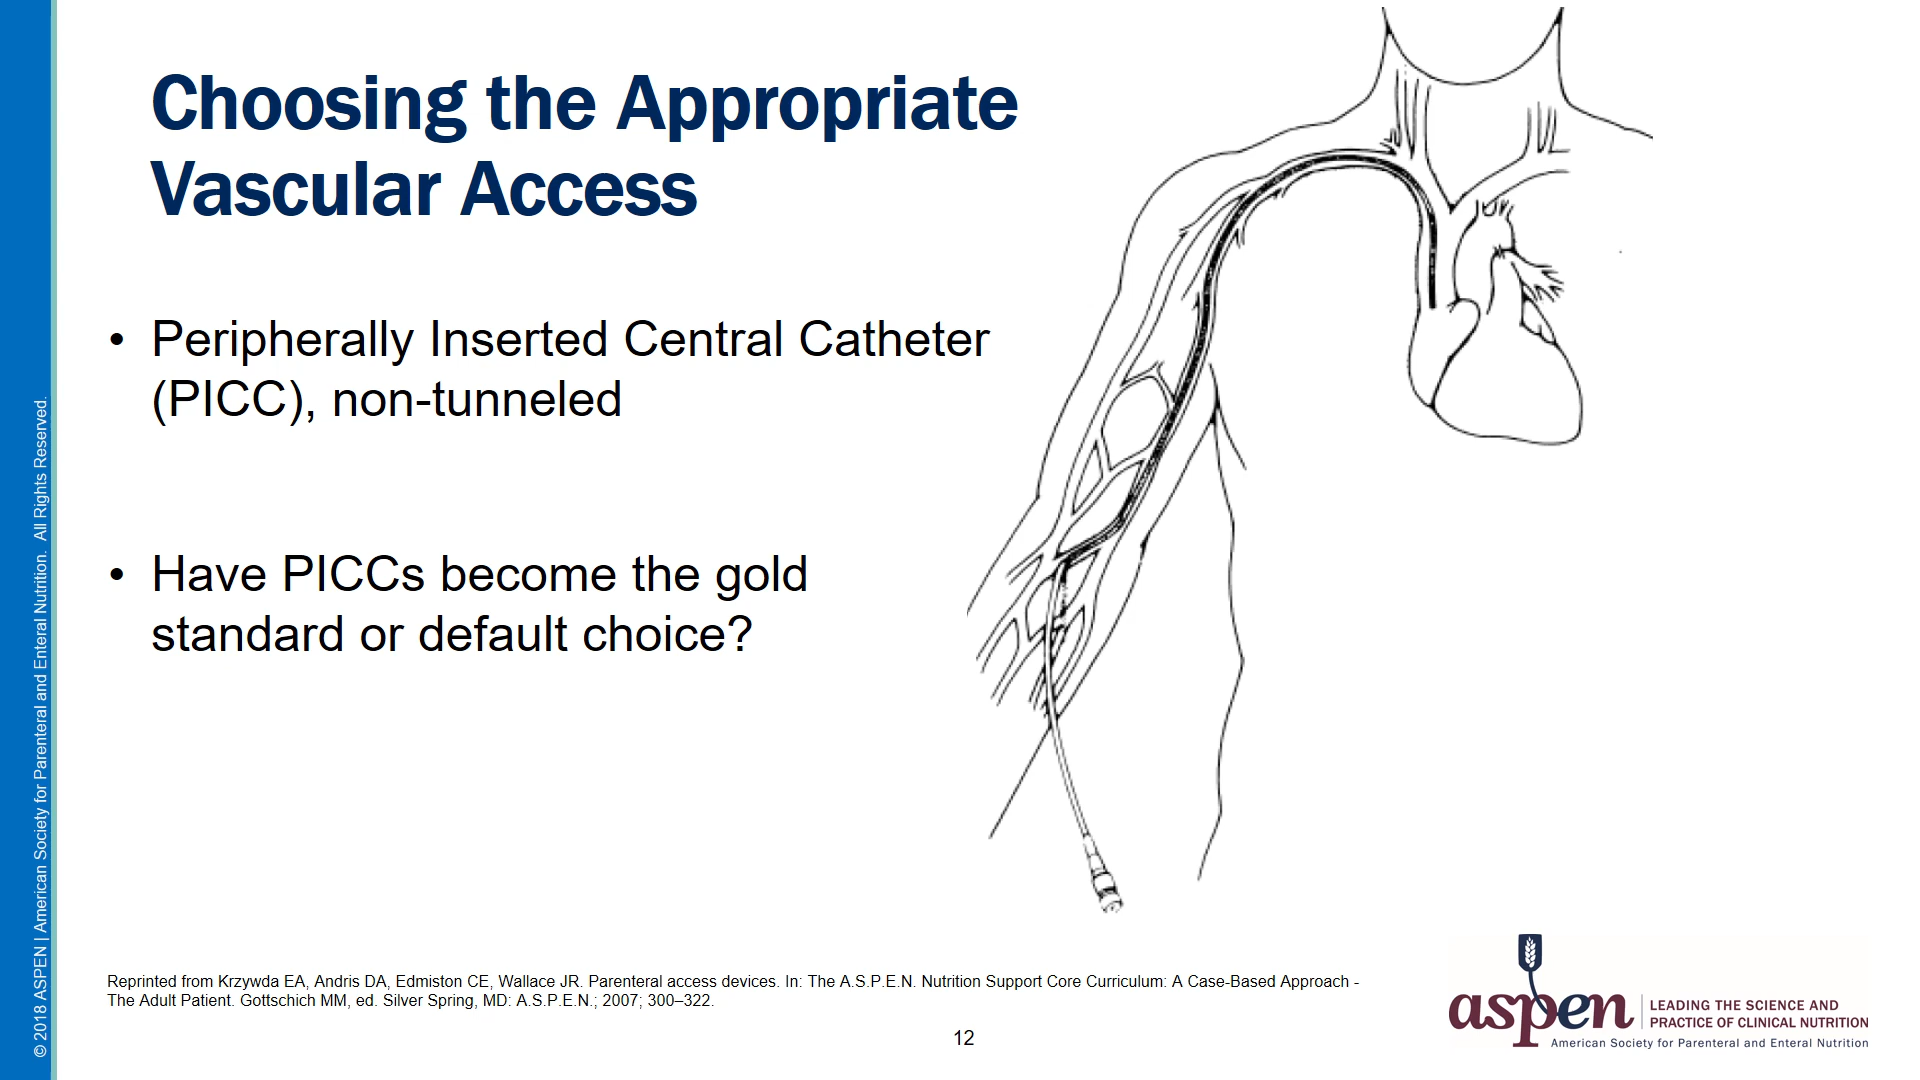 Choosing the Appropriate
Vascular Access
• Peripherally Inserted Central Catheter
(PICC), non-tunneled
• Have PICCs become the gold
standard or default choice?
© 2018 ASPEN | American Society for Parenteral and Enteral Nutrition. All Rights Reserved.
Reprinted from Krzywda EA, Andris DA, Edmiston CE, Wallace JR. Parenteral access devices. In: The A.S.P.E.N. Nutrition Support Core Curriculum: A Case-Based Approach -
The Adult Patient. Gottschich MM, ed. Silver Spring, MD: A.S.P.E.N.; 2007; 300–322.
12
aspen
LEADING THE SCIENCE AND
PRACTICE OF CLINICAL NUTRITION
American Society for Parenteral and Enteral Nutrition